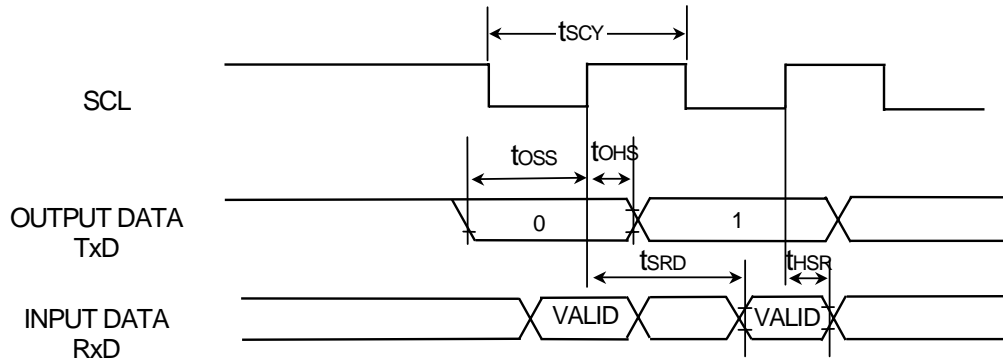 tSCY
SCL
tOSS
tOHS
OUTPUT DATA
TxD
0
1
tSRD
tHSR
INPUT DATA
RxD
VALID
VALID